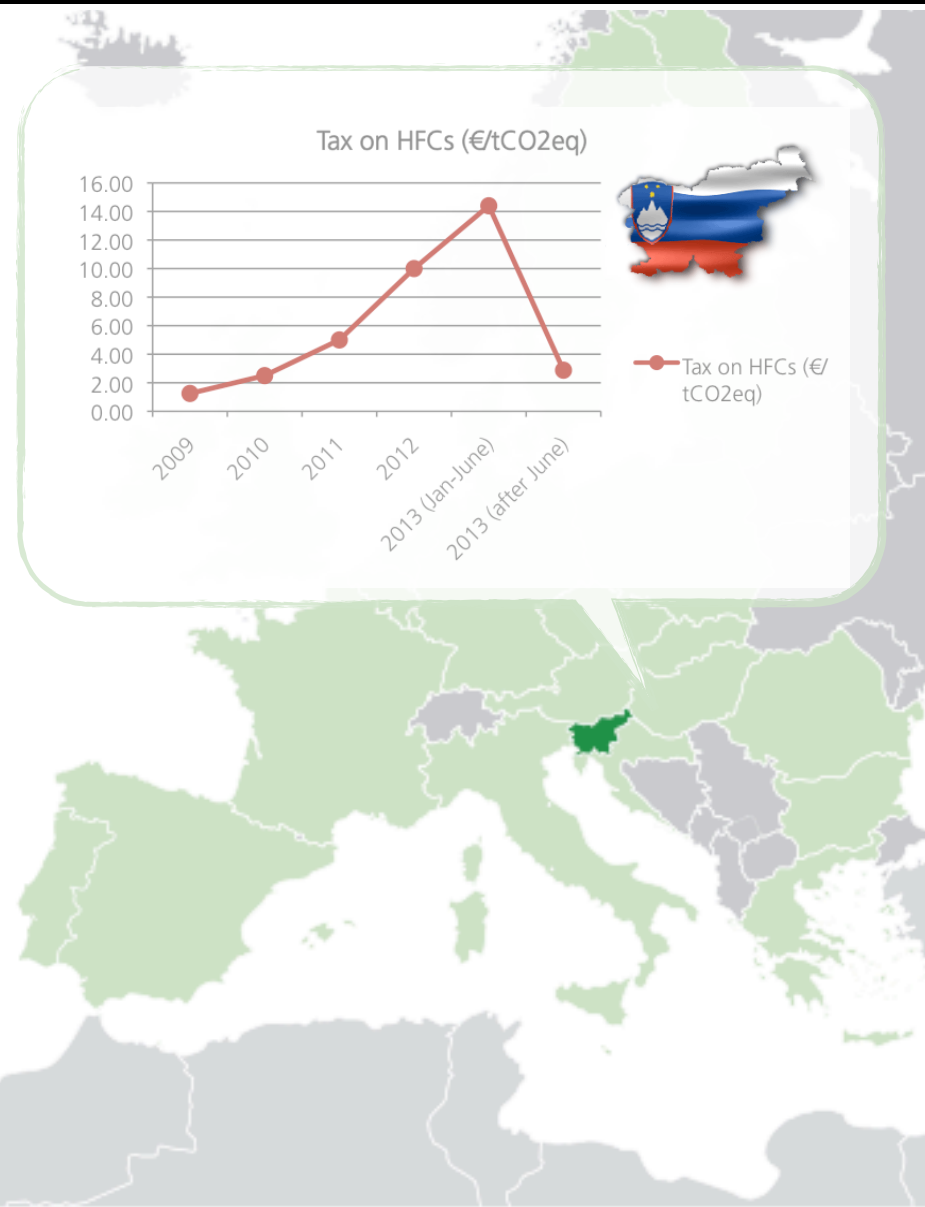 Tax on HFCs (€/tCO2eq)
16.00
14.00
12.00
10.00
8.00
6.00
4.00
2.00
0.00
2009
2010
2011
2012
2013 (Jan-June)
2013 (after June)
Tax on HFCs (€/
tCO2eq)